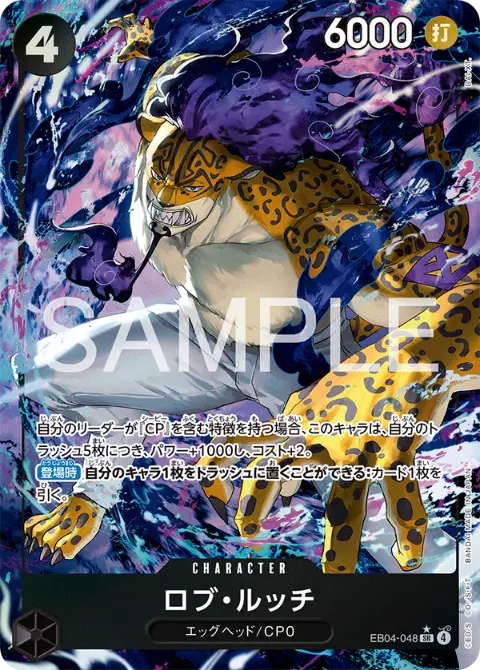 4
6000 打
SAMPLE
自分のリーダーが『CP』を含む特徴を持つ場合、このキャラは、自分のト
ラッシュ5枚につき、パワー+1000し、コスト+2。
登場時 自分のキャラ1枚をトラッシュに置くことができる:カード1枚を
引く。
CHARACTER
ロブ・ルッチ
エッグヘッド/CP0
EB04-048 SR 4
BANDAI MADE IN JAPAN